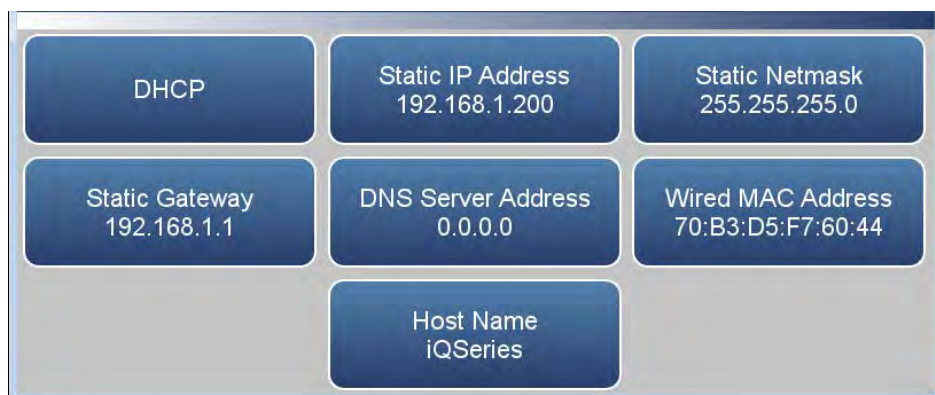 DHCP
Static IP Address
192.168.1.200
Static Netmask
255.255.255.0
Static Gateway
192.168.1.1
DNS Server Address
0.0.0.0
Wired MAC Address
70:B3:D5:F7:60:44
Host Name
iQSeries